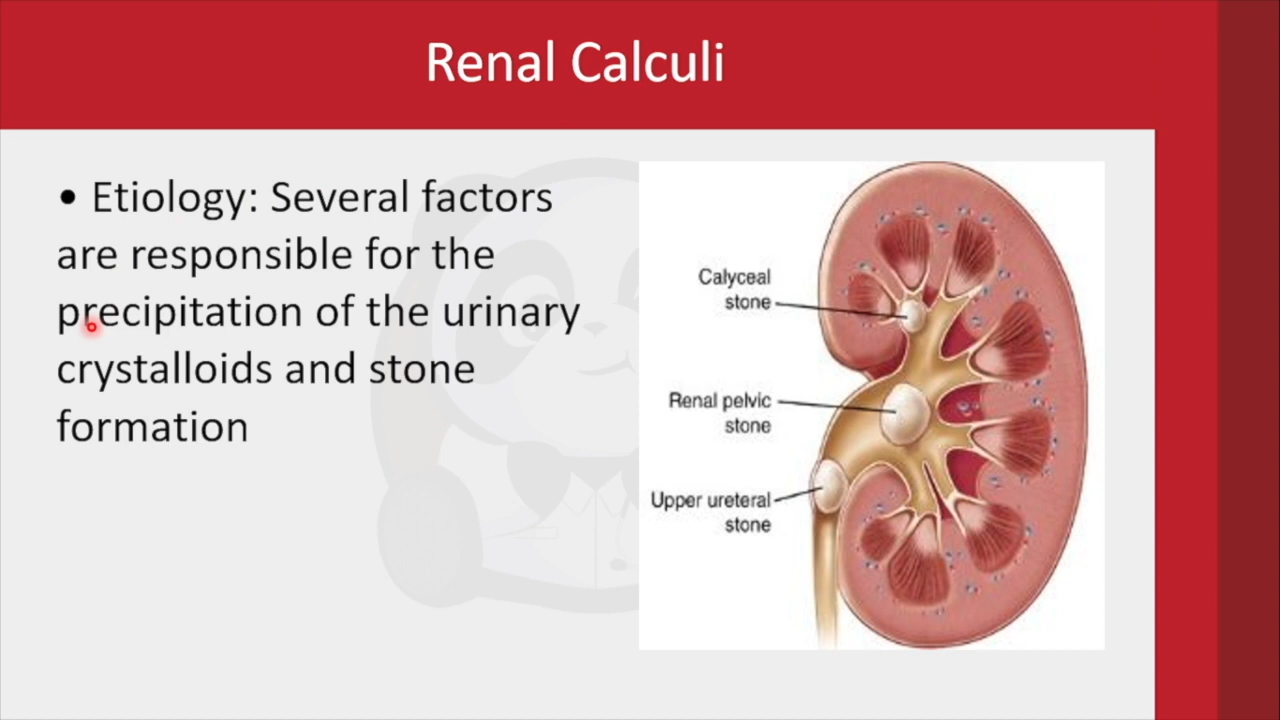 Renal Calculi
• Etiology: Several factors
are responsible for the
precipitation of the urinary
crystalloids and stone
formation
Calyceal
stone
Renal pelvic
stone
Upper ureteral
stone